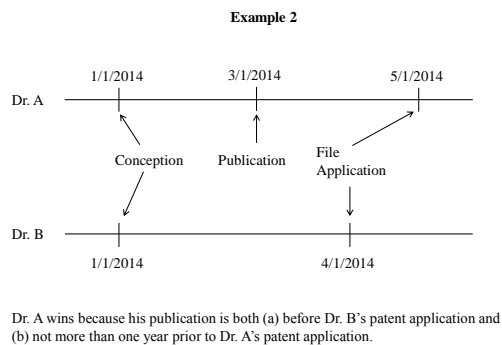 Example 2
1/1/2014
3/1/2014
5/1/2014
Dr. A
Conception
Publication
File
Application
Dr. B
1/1/2014
4/1/2014
Dr. A wins because his publication is both (a) before Dr. B's patent application and
(b) not more than one year prior to Dr. A's patent application.